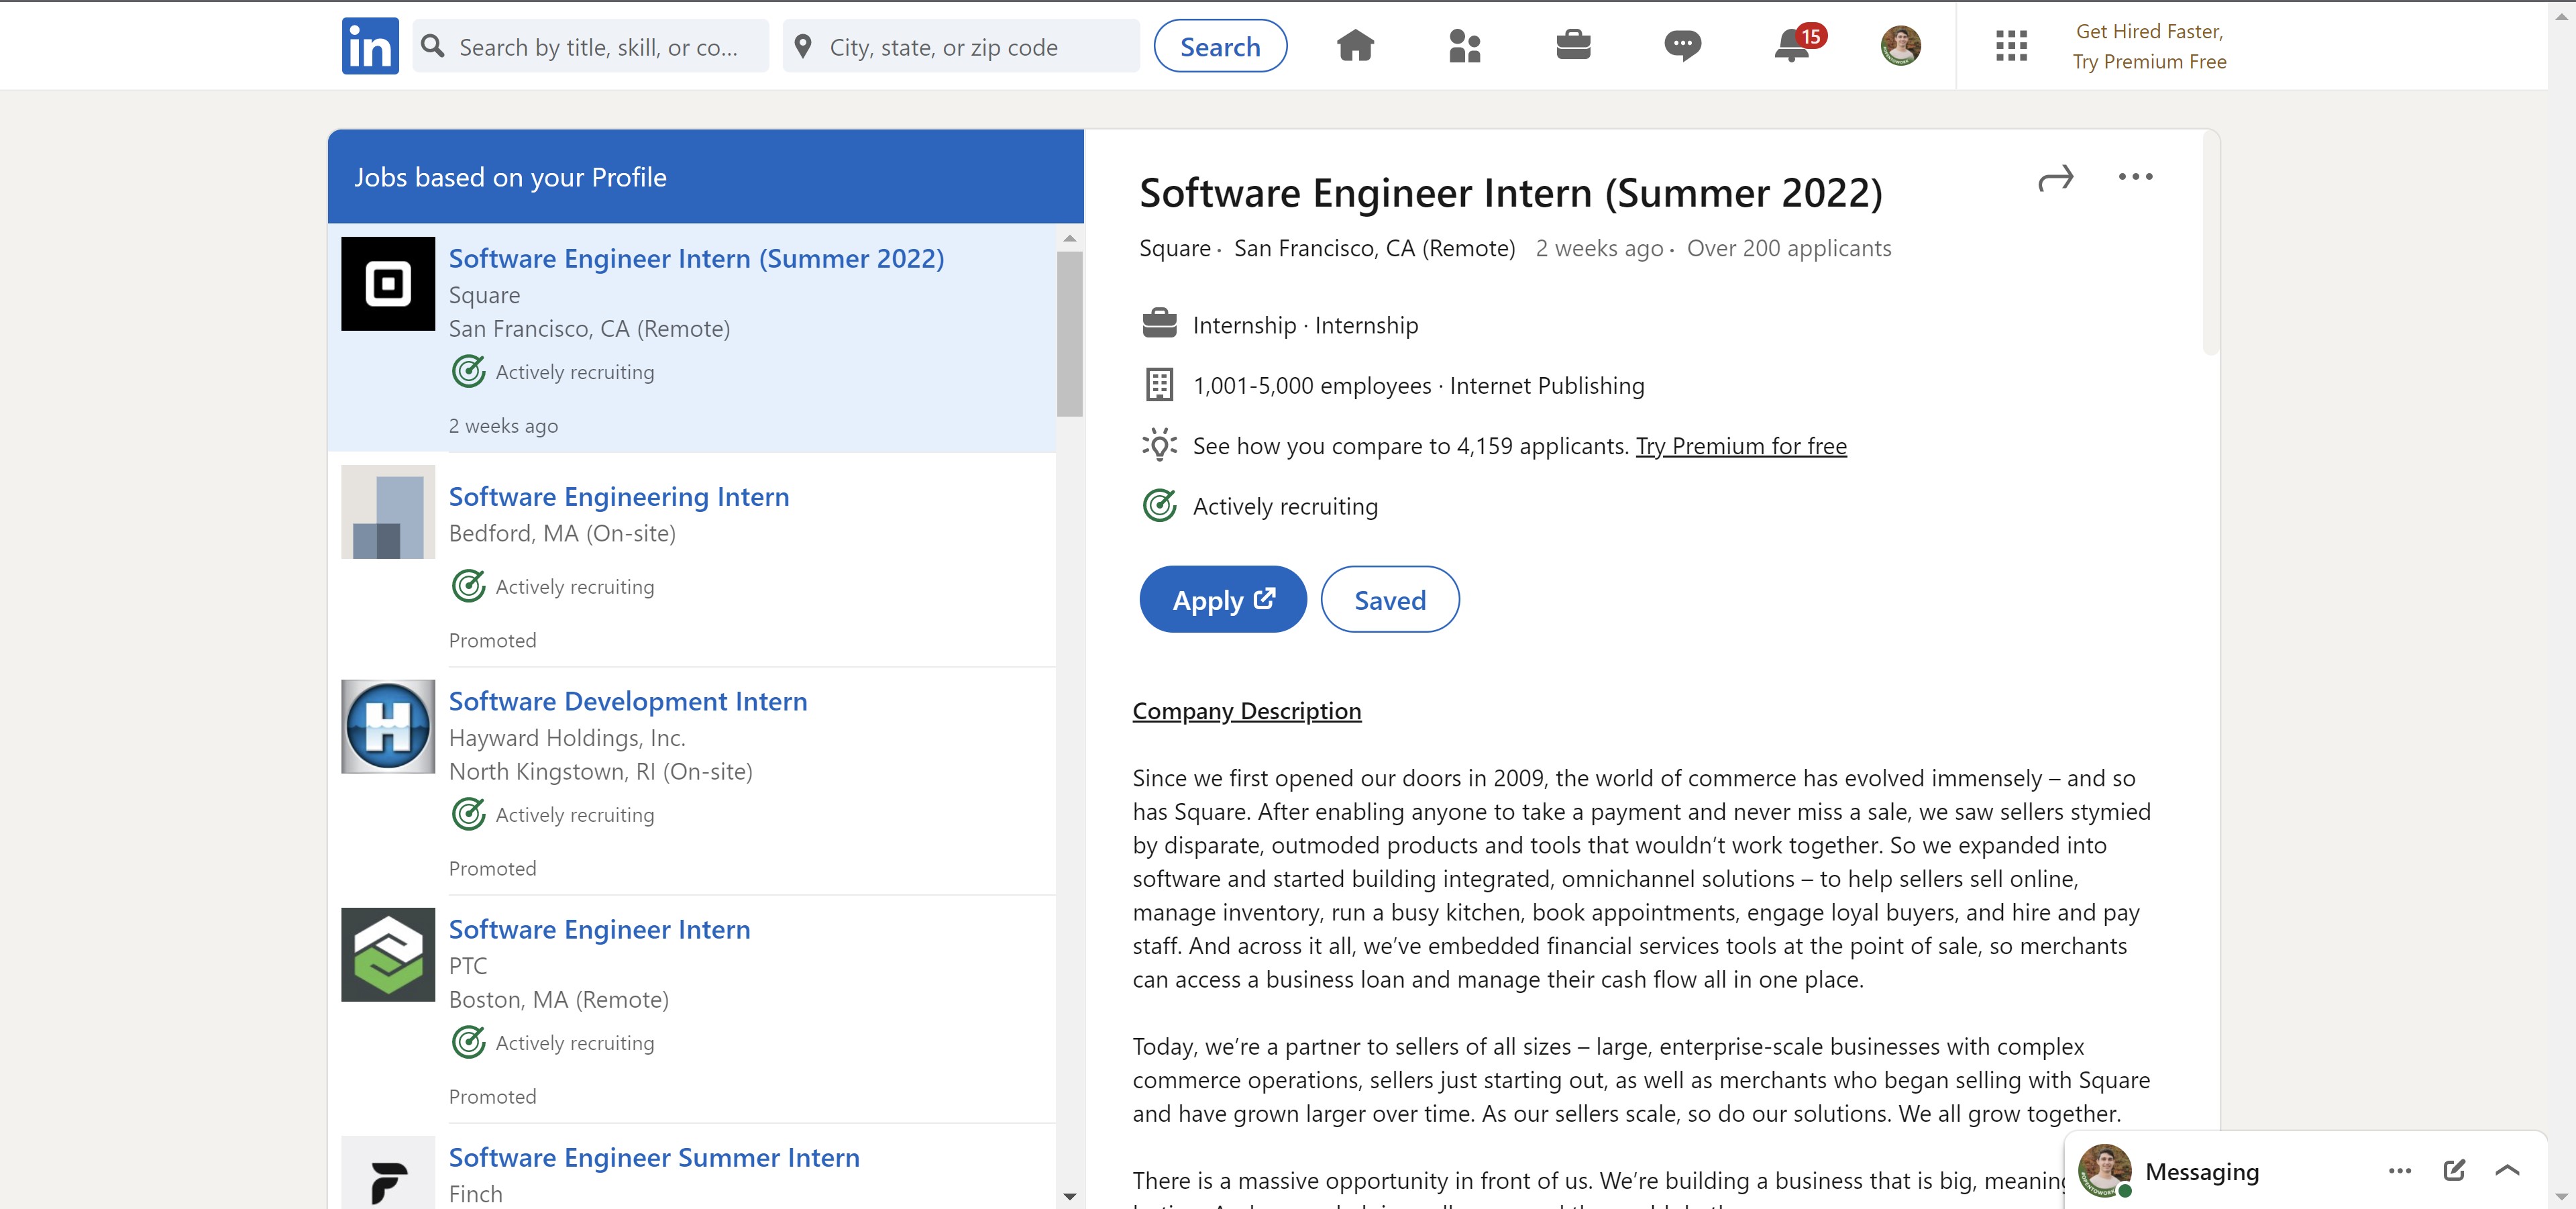 in
Search by title, skill, or co...
City, state, or zip code
Search
15
Get Hired Faster,
Try Premium Free
Jobs based on your Profile
Software Engineer Intern (Summer 2022)
Square
San Francisco, CA (Remote)
Actively recruiting
2 weeks ago
Software Engineering Intern
Bedford, MA (On-site)
Actively recruiting
Promoted
Software Development Intern
Hayward Holdings, Inc.
North Kingstown, RI (On-site)
Actively recruiting
Promoted
Software Engineer Intern
PTC
Boston, MA (Remote)
Actively recruiting
Promoted
Software Engineer Summer Intern
Finch
Software Engineer Intern (Summer 2022)
Square · San Francisco, CA (Remote) 2 weeks ago · Over 200 applicants
Internship · Internship
1,001-5,000 employees · Internet Publishing
See how you compare to 4,159 applicants. Try Premium for free
Actively recruiting
Apply
Saved
Company Description
Since we first opened our doors in 2009, the world of commerce has evolved immensely – and so
has Square. After enabling anyone to take a payment and never miss a sale, we saw sellers stymied
by disparate, outmoded products and tools that wouldn’t work together. So we expanded into
software and started building integrated, omnichannel solutions – to help sellers sell online,
manage inventory, run a busy kitchen, book appointments, engage loyal buyers, and hire and pay
staff. And across it all, we’ve embedded financial services tools at the point of sale, so merchants
can access a business loan and manage their cash flow all in one place.
Today, we’re a partner to sellers of all sizes – large, enterprise-scale businesses with complex
commerce operations, sellers just starting out, as well as merchants who began selling with Square
and have grown larger over time. As our sellers scale, so do our solutions. We all grow together.
There is a massive opportunity in front of us. We’re building a business that is big, meaning
Messaging